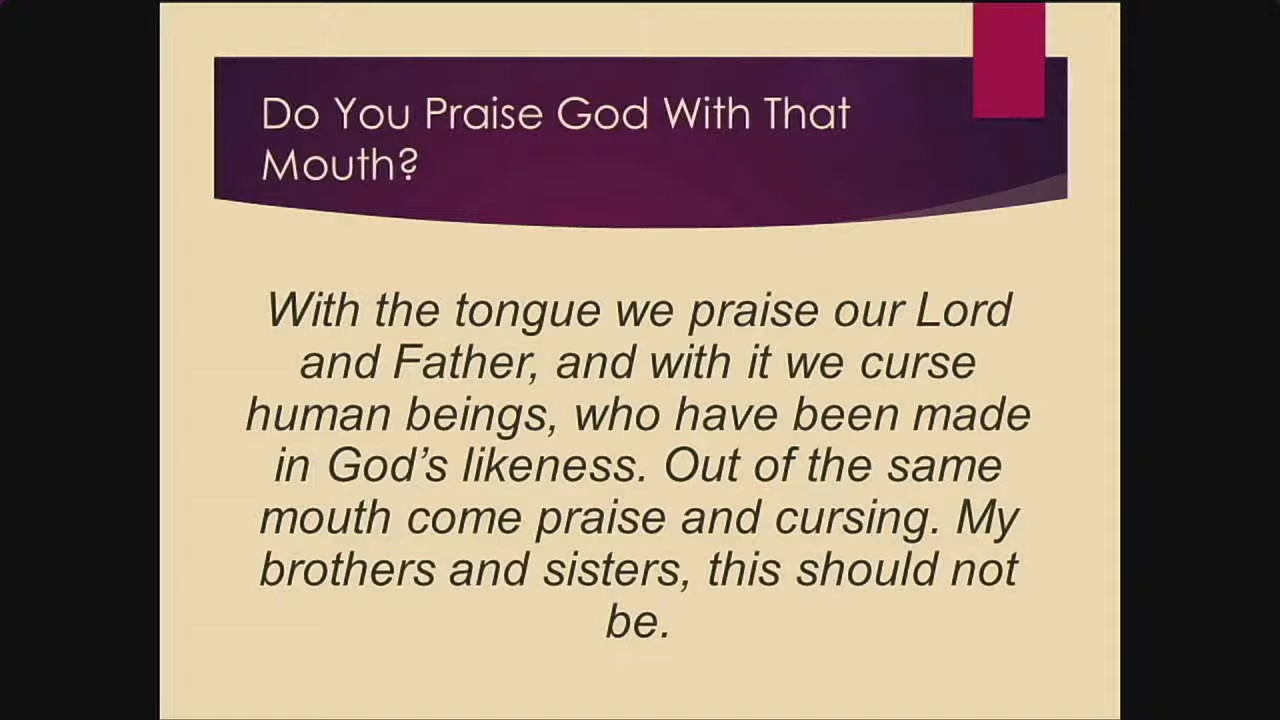 Do You Praise God With That
Mouth?
With the tongue we praise our Lord
and Father, and with it we curse
human beings, who have been made
in God’s likeness. Out of the same
mouth come praise and cursing. My
brothers and sisters, this should not
be.